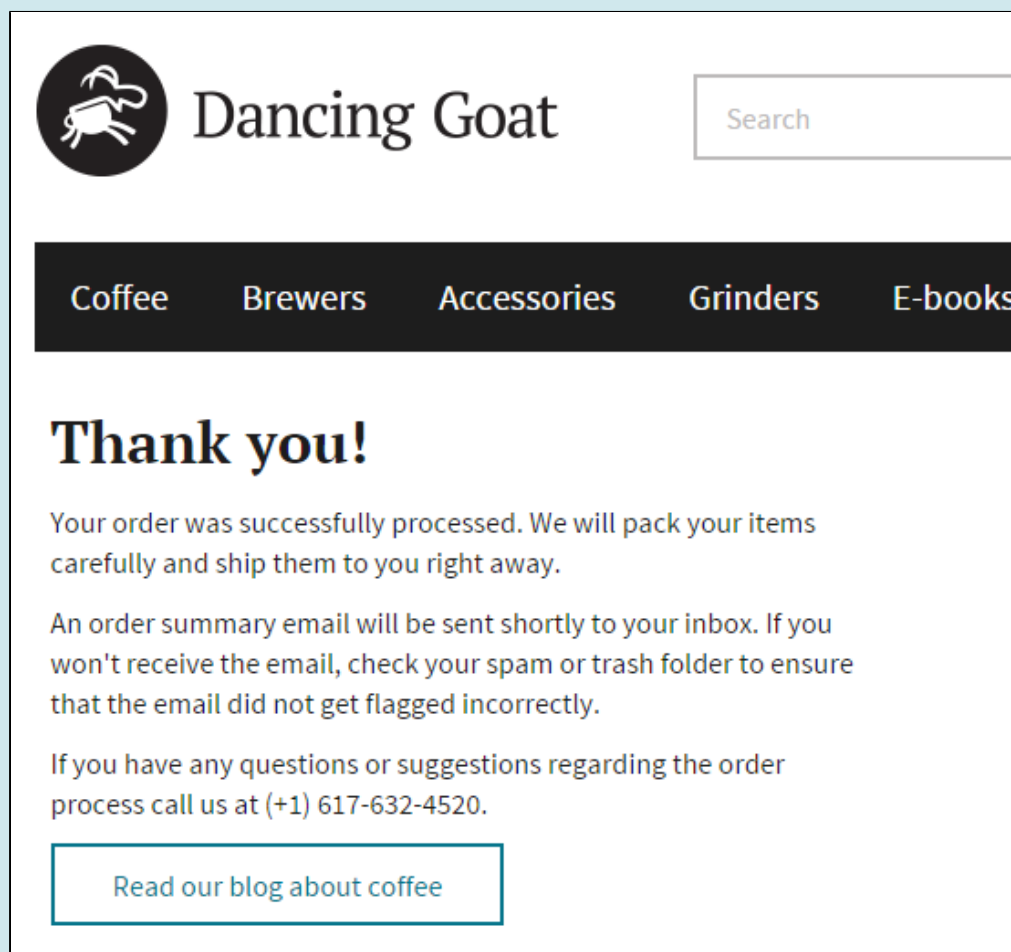 Dancing Goat
Search
Coffee Brewers Accessories Grinders E-books
Thank you!
Your order was successfully processed. We will pack your items
carefully and ship them to you right away.
An order summary email will be sent shortly to your inbox. If you
won't receive the email, check your spam or trash folder to ensure
that the email did not get flagged incorrectly.
If you have any questions or suggestions regarding the order
process call us at (+1) 617-632-4520.
Read our blog about coffee